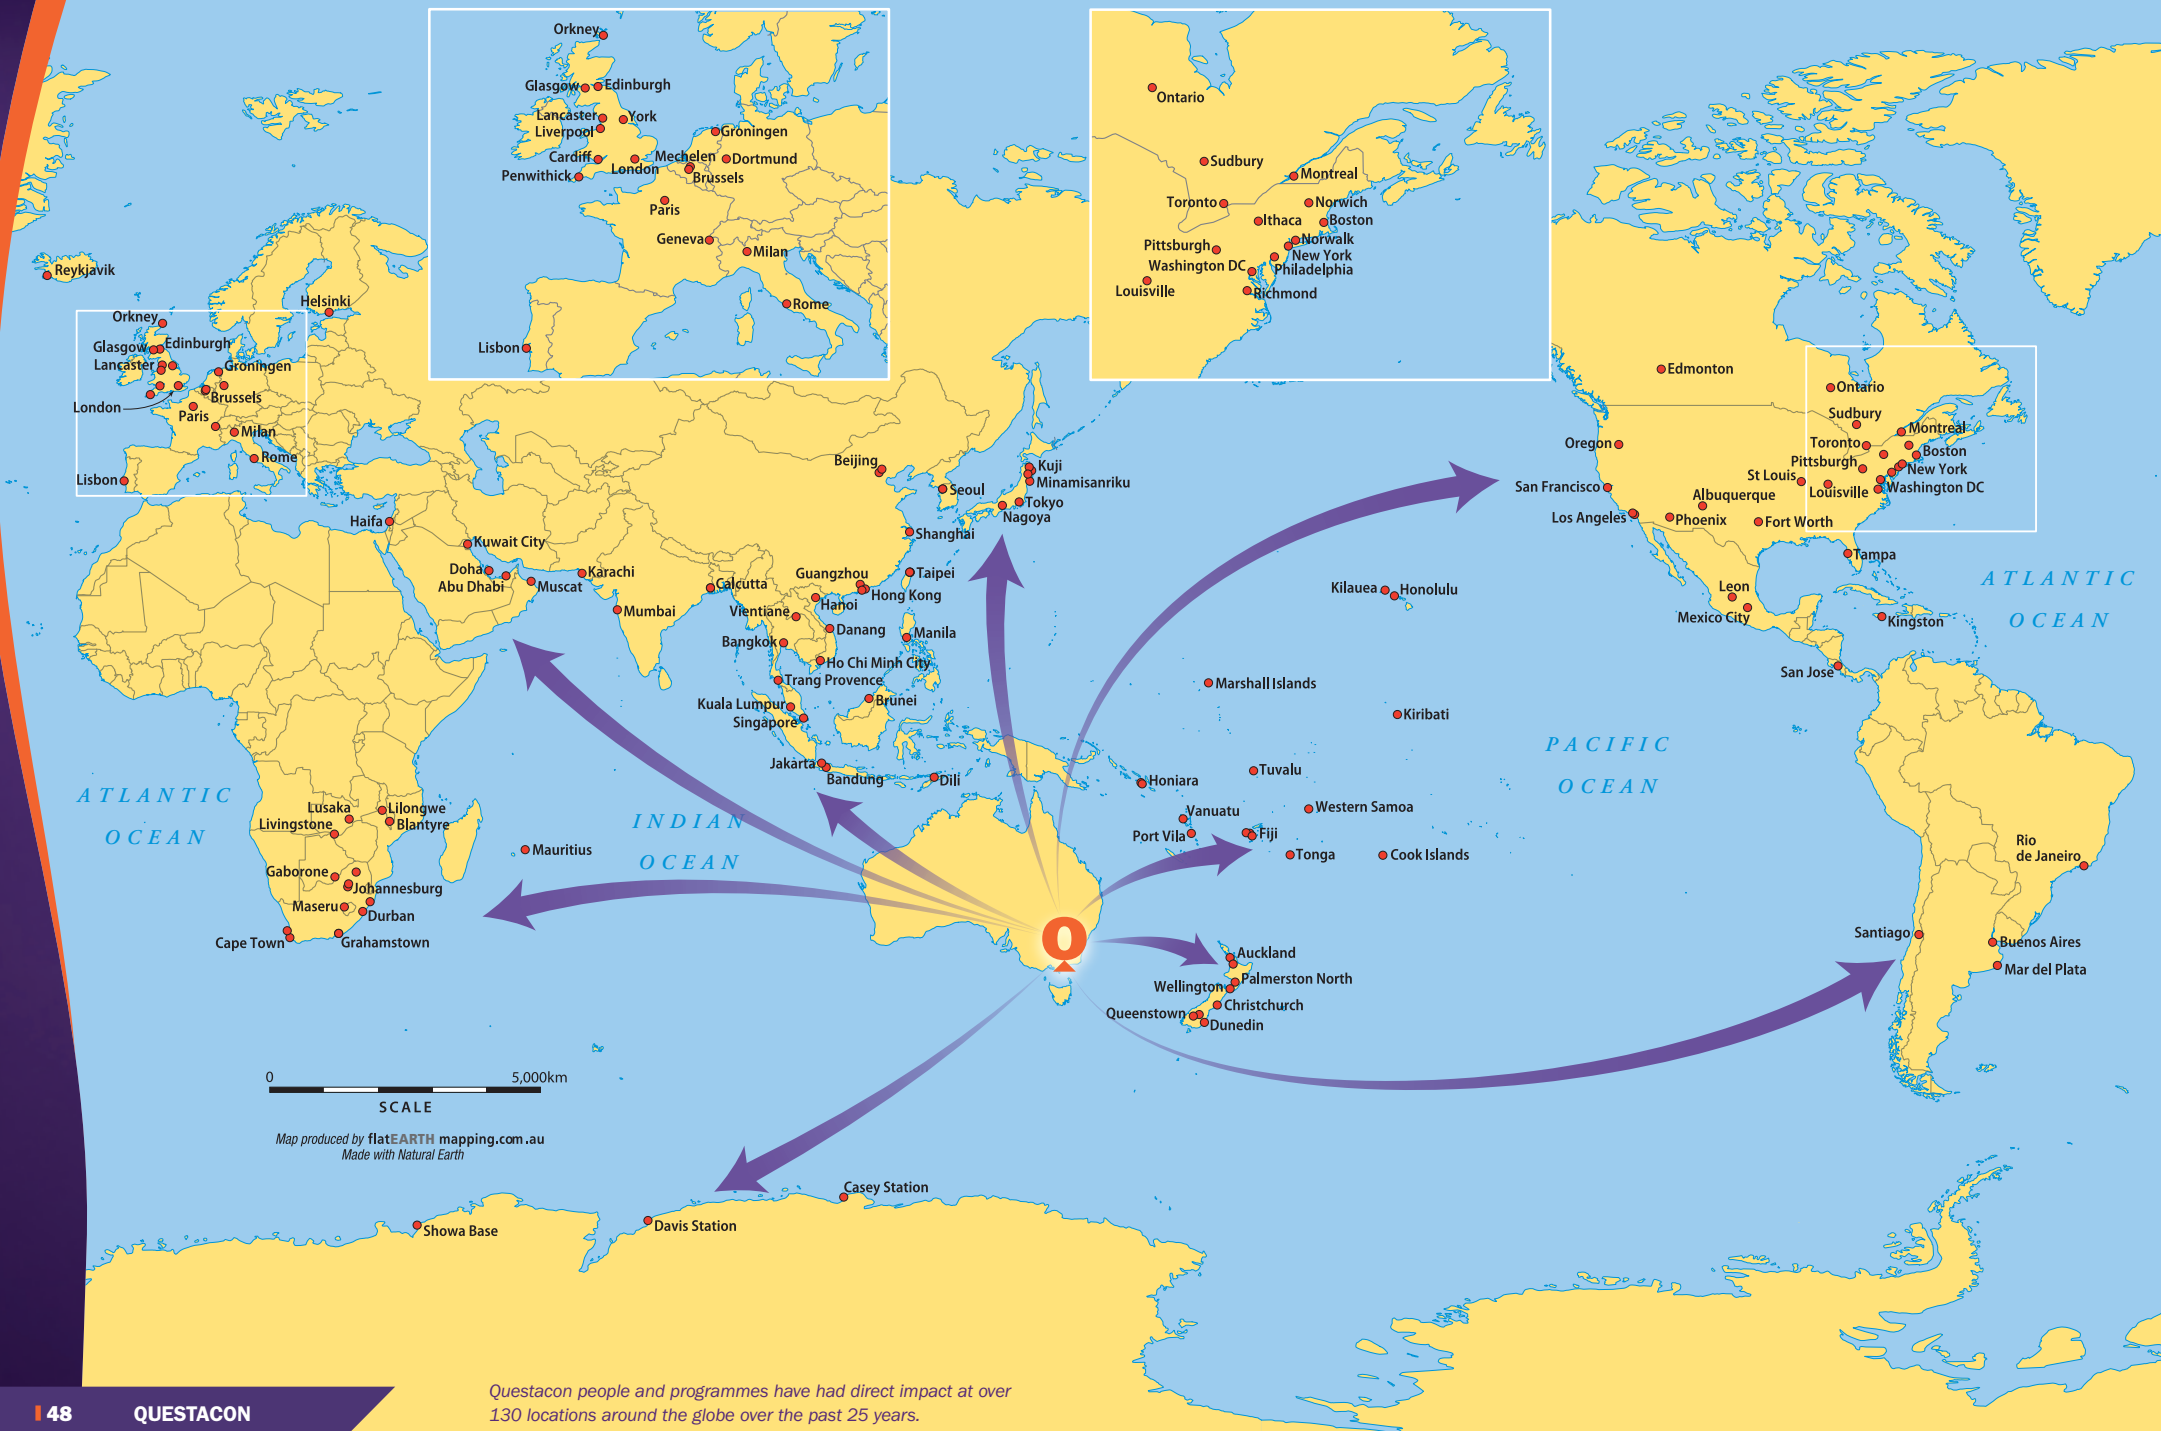 Orkney
Glasgow
Edinburgh
Lancaster
York
Liverpool
Groningen
Cardiff
London
Mechelen
Dortmund
Penwithick
Brussels
Paris
Geneva
Milan
Rome
Lisbon
Ontario
Sudbury
Montreal
Toronto
Norwich
Ithaca
Boston
Pittsburgh
Norwalk
New York
Washington DC
Philadelphia
Louisville
Richmond
Reykjavik
Helsinki
Orkney
Glasgow
Edinburgh
Lancaster
Groningen
London
Brussels
Paris
Milan
Rome
Lisbon
Haifa
Kuwait City
Doha
Abu Dhabi
Muscat
Karachi
Mumbai
Calcutta
Beijing
Seoul
Kuji
Minamisanriku
Tokyo
Nagoya
Shanghai
Guangzhou
Taipei
Hong Kong
Hanoi
Vientiane
Danang
Manila
Bangkok
Ho Chi Minh City
Trang Provence
Kuala Lumpur
Brunei
Singapore
Jakarta
Bandung
Dili
Edmonton
Ontario
Sudbury
Montreal
Oregon
Toronto
Boston
Pittsburgh
New York
St Louis
San Francisco
Washington DC
Albuquerque
Louisville
Los Angeles
Phoenix
Fort Worth
Tampa
Kilauea
Honolulu
Leon
Mexico City
Kingston
San Jose
ATLANTIC
OCEAN
Marshall Islands
Kiribati
PACIFIC
OCEAN
Honiara
Tuvalu
Vanuatu
Western Samoa
Port Vila
Fiji
Tonga
Cook Islands
ATLANTIC
OCEAN
INDIAN
OCEAN
Lusaka
Lilongwe
Livingstone
Blantyre
Mauritius
Gaborone
Johannesburg
Maseru
Durban
Cape Town
Grahamstown
Rio
de Janeiro
Santiago
Buenos Aires
Mar del Plata
Q
Auckland
Palmerston North
Wellington
Christchurch
Queenstown
Dunedin
0 5,000km
SCALE
Map produced by flatEARTH mapping.com.au
Made with Natural Earth
Casey Station
Davis Station
Showa Base
Questacon people and programmes have had direct impact at over
130 locations around the globe over the past 25 years.
48 QUESTACON